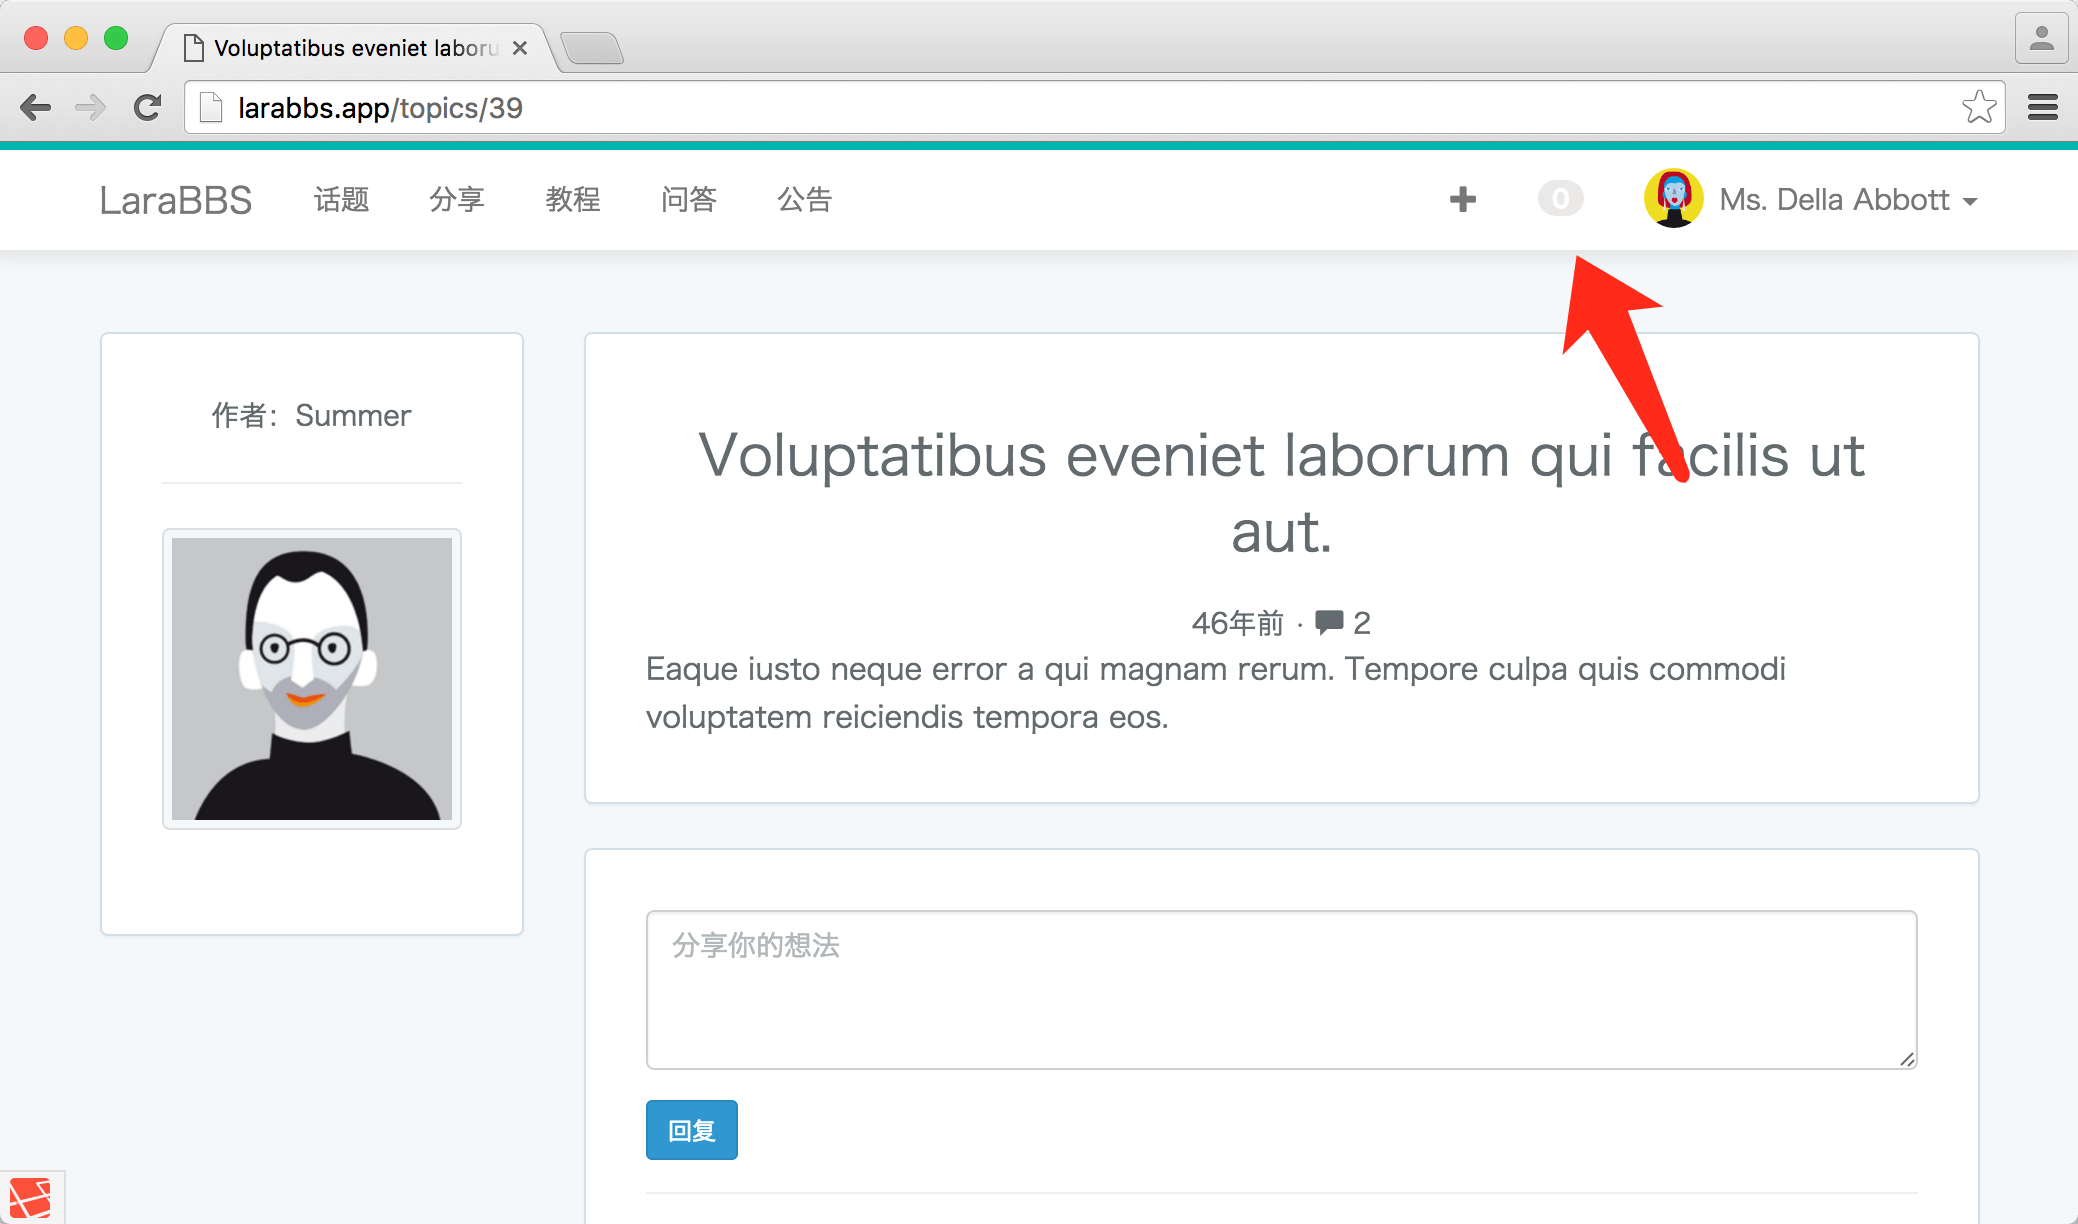 Voluptatibus eveniet laboru
larabbs.app/topics/39
LaraBBS 话题 分享 教程 问答 公告 0 Ms. Della Abbott
作者：Summer
Voluptatibus eveniet laborum qui facilis ut
aut.
46年前 · 2
Eaque iusto neque error a qui magnam rerum. Tempore culpa quis commodi
voluptatem reiciendis tempora eos.
分享你的想法
回复